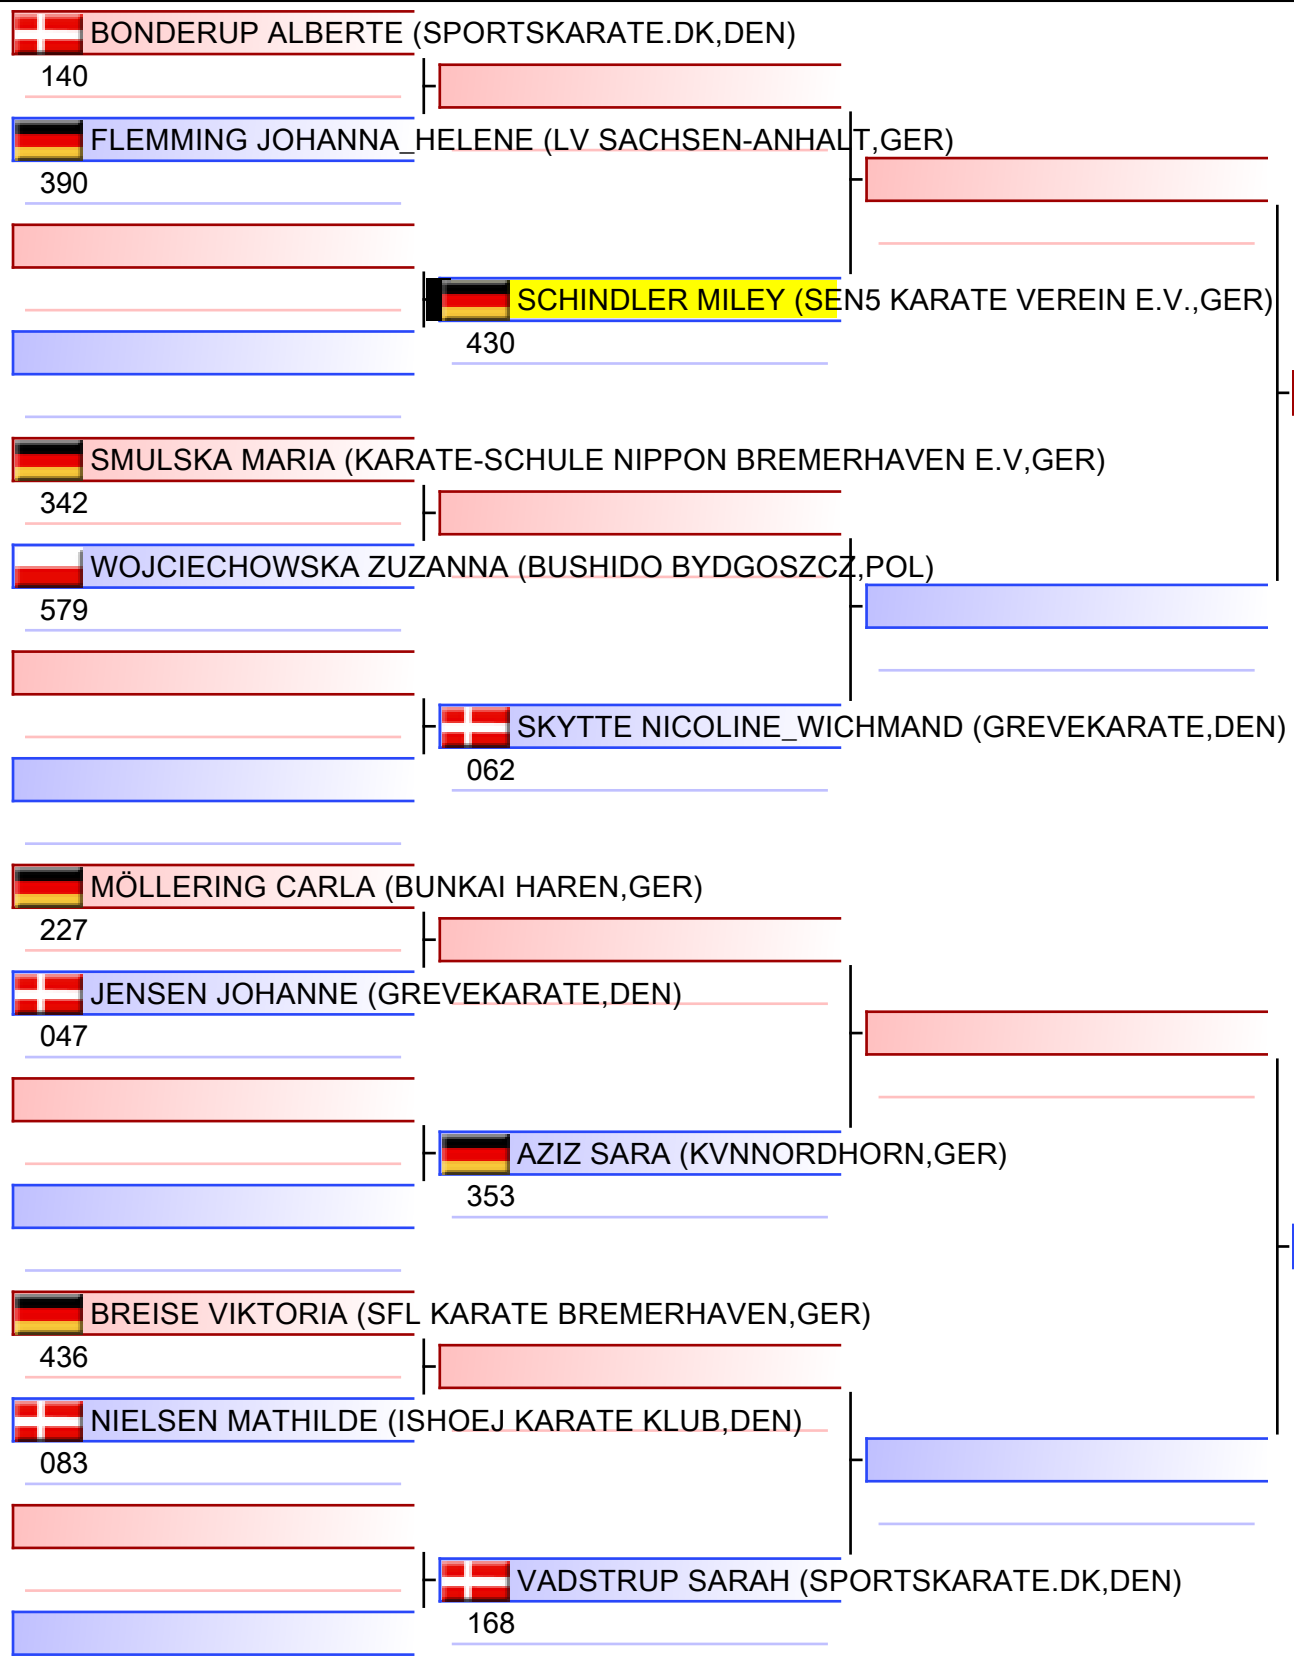 BONDERUP ALBERTE (SPORTSKARATE.DK,DEN)
140
FLEMMING JOHANNA_HELENE (LV SACHSEN-ANHALT,GER)
390
SCHINDLER MILEY (SEN5 KARATE VEREIN E.V.,GER)
430
SMULSKA MARIA (KARATE-SCHULE NIPPON BREMERHAVEN E.V,GER)
342
WOJCIECHOWSKA ZUZANNA (BUSHIDO BYDGOSZCZ,POL)
579
SKYTTE NICOLINE_WICHMAND (GREVEKARATE,DEN)
062
MÖLLERING CARLA (BUNKAI HAREN,GER)
227
JENSEN JOHANNE (GREVEKARATE,DEN)
047
AZIZ SARA (KVNNORDHORN,GER)
353
BREISE VIKTORIA (SFL KARATE BREMERHAVEN,GER)
436
NIELSEN MATHILDE (ISHOEJ KARATE KLUB,DEN)
083
VADSTRUP SARAH (SPORTSKARATE.DK,DEN)
168